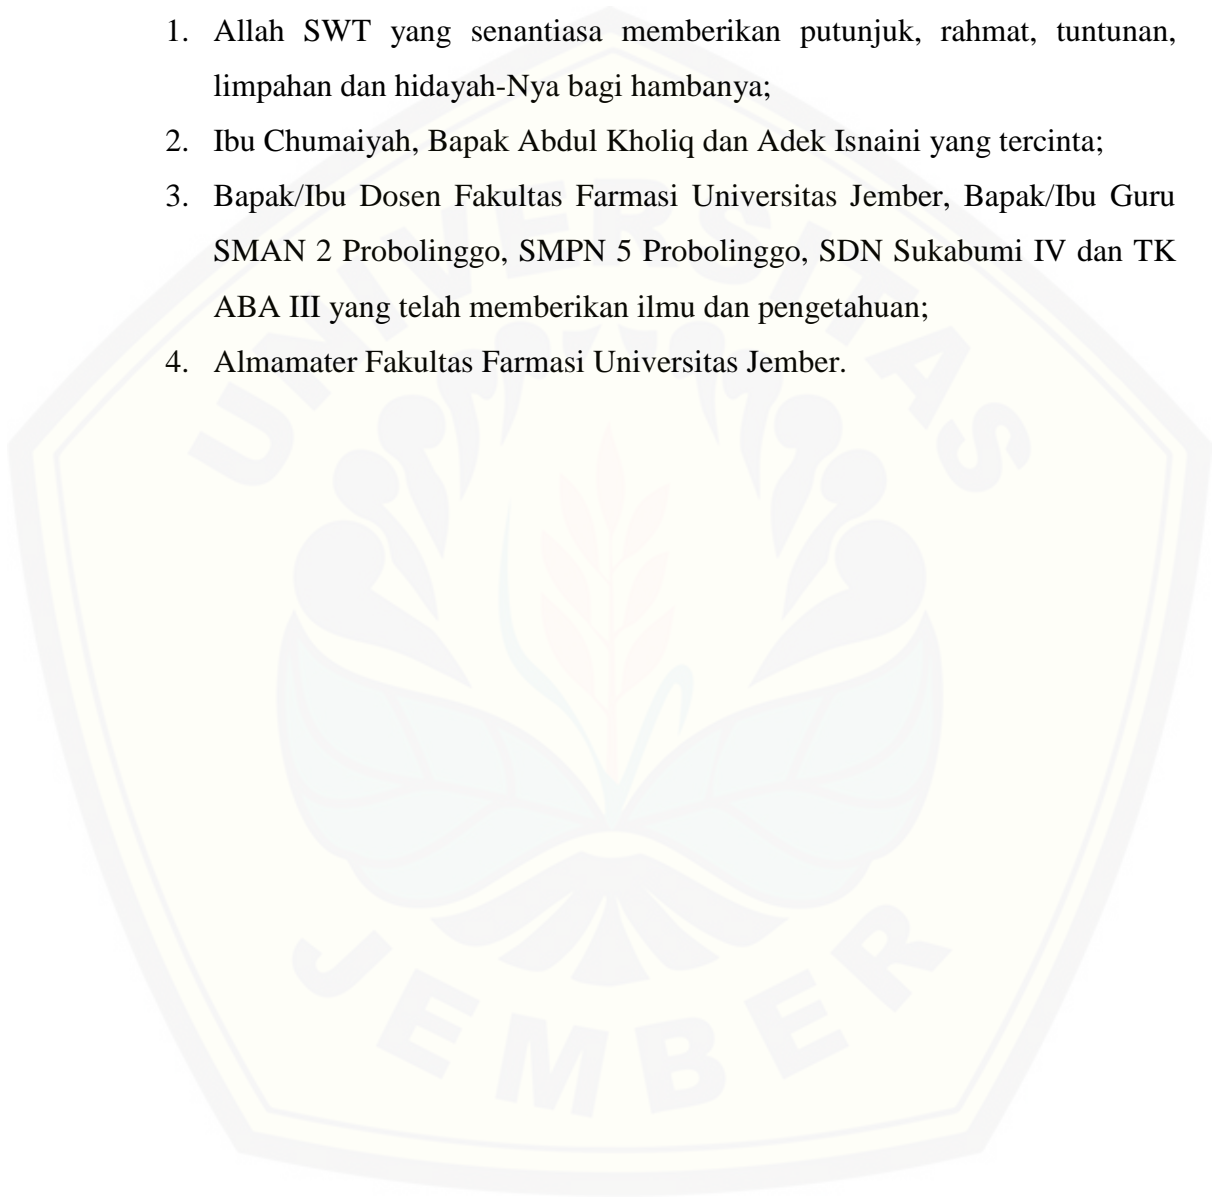 1. Allah SWT yang senantiasa memberikan putunjuk, rahmat, tuntunan,
limpahan dan hidayah-Nya bagi hambanya;
2. Ibu Chumaiyah, Bapak Abdul Kholiq dan Adek Isnaini yang tercinta;
3. Bapak/Ibu Dosen Fakultas Farmasi Universitas Jember, Bapak/Ibu Guru
SMAN 2 Probolinggo, SMPN 5 Probolinggo, SDN Sukabumi IV dan TK
ABA III yang telah memberikan ilmu dan pengetahuan;
4. Almamater Fakultas Farmasi Universitas Jember.
UNIVERSITAS
JEMBER